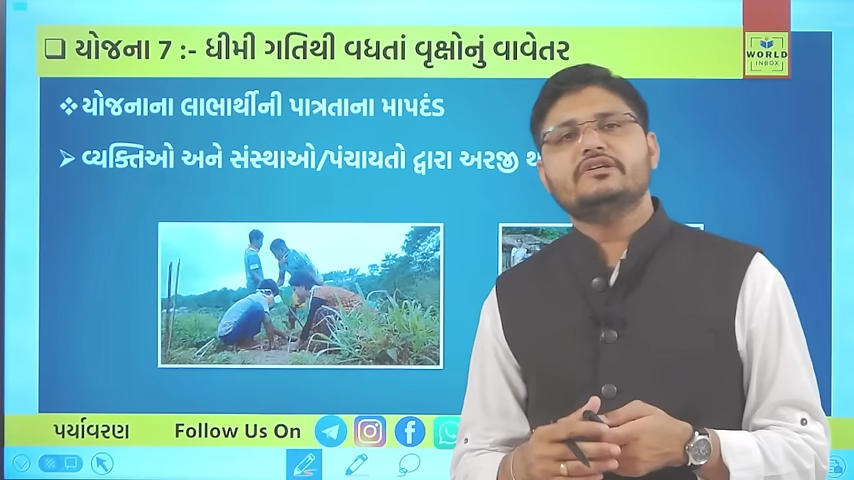 ❑ યોજના 7 :- ધીમી ગતિથી વધતાં વૃક્ષોનું વાવેતર
WORLD
INBOX
❖યોજનાના લાભાર્થીની પાત્રતાના માપદંડ
➢ વ્યક્તિઓ અને સંસ્થાઓ/પંચાયતો દ્વારા અરજી
પર્યાવરણ Follow Us On